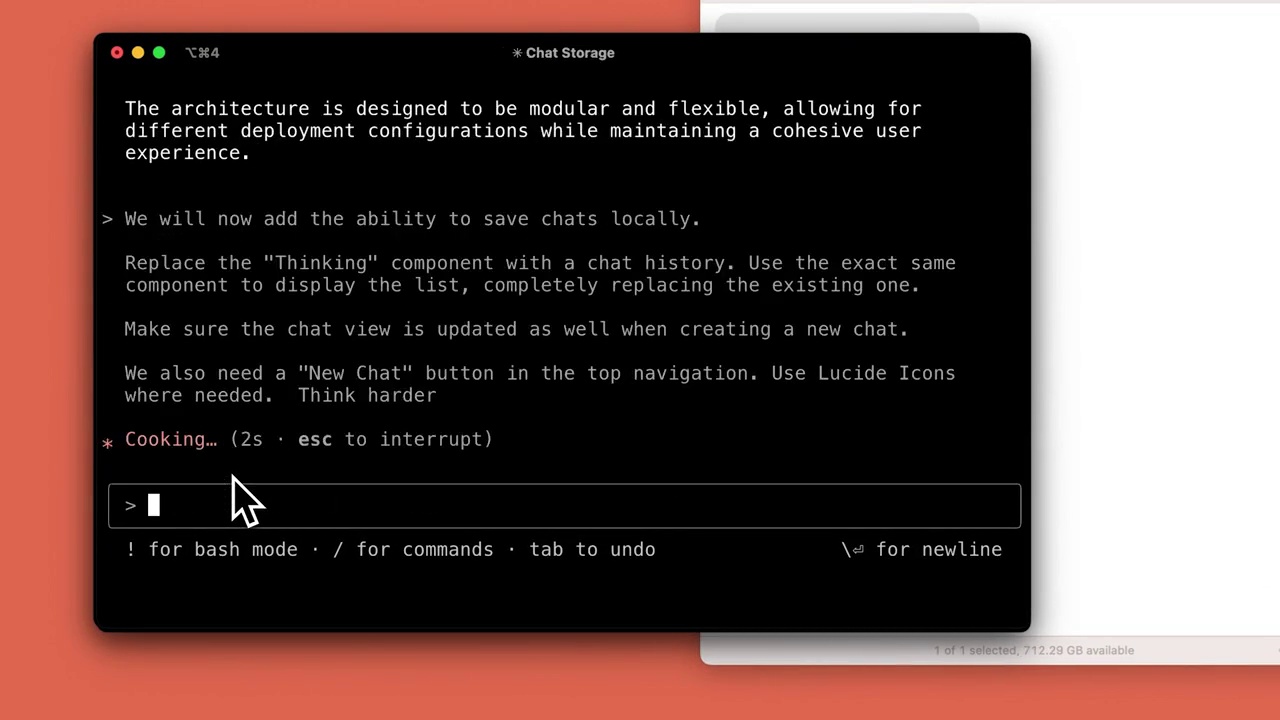 ⌥⌘4
✳ Chat Storage
The architecture is designed to be modular and flexible, allowing for
different deployment configurations while maintaining a cohesive user
experience.
> We will now add the ability to save chats locally.
Replace the "Thinking" component with a chat history. Use the exact same
component to display the list, completely replacing the existing one.
Make sure the chat view is updated as well when creating a new chat.
We also need a "New Chat" button in the top navigation. Use Lucide Icons
where needed.  Think harder
* Cooking… (2s · esc to interrupt)
>
! for bash mode · / for commands · tab to undo
\⏎ for newline
1 of 1 selected, 712.29 GB available